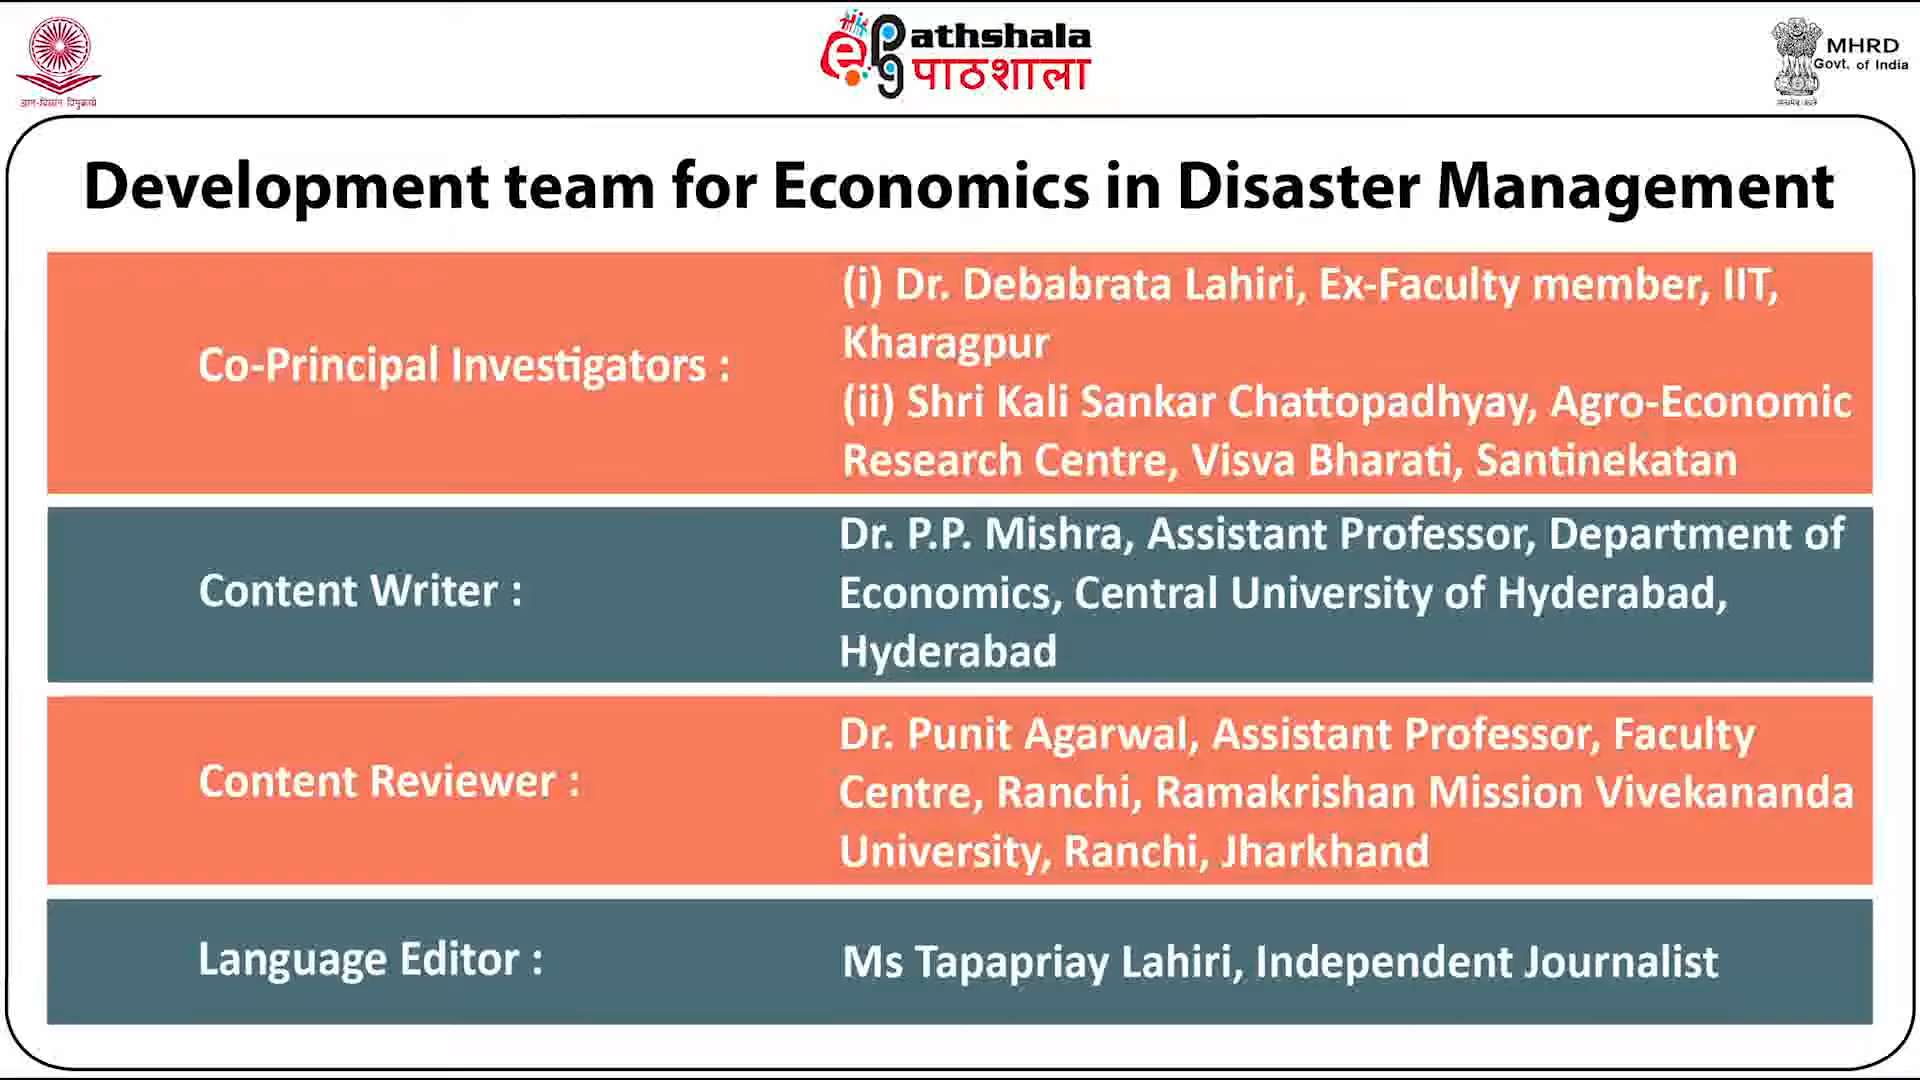 athshala
पाठशाला
MHRD
Govt. of India
Development team for Economics in Disaster Management
Co-Principal Investigators :
(i) Dr. Debabrata Lahiri, Ex-Faculty member, IIT,
Kharagpur
(ii) Shri Kali Sankar Chattopadhyay, Agro-Economic
Research Centre, Visva Bharati, Santinekatan
Content Writer :
Dr. P.P. Mishra, Assistant Professor, Department of
Economics, Central University of Hyderabad,
Hyderabad
Content Reviewer :
Dr. Punit Agarwal, Assistant Professor, Faculty
Centre, Ranchi, Ramakrishan Mission Vivekananda
University, Ranchi, Jharkhand
Language Editor :
Ms Tapapriay Lahiri, Independent Journalist